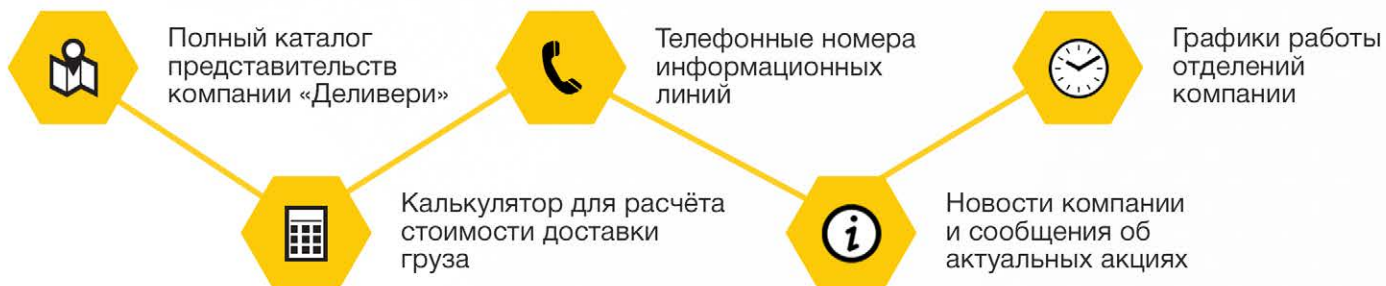 Полный каталог
представительств
компании «Деливери»
Калькулятор для расчёта
стоимости доставки
груза
Телефонные номера
информационных
линий
Новости компании
и сообщения об
актуальных акциях
Графики работы
отделений
компании